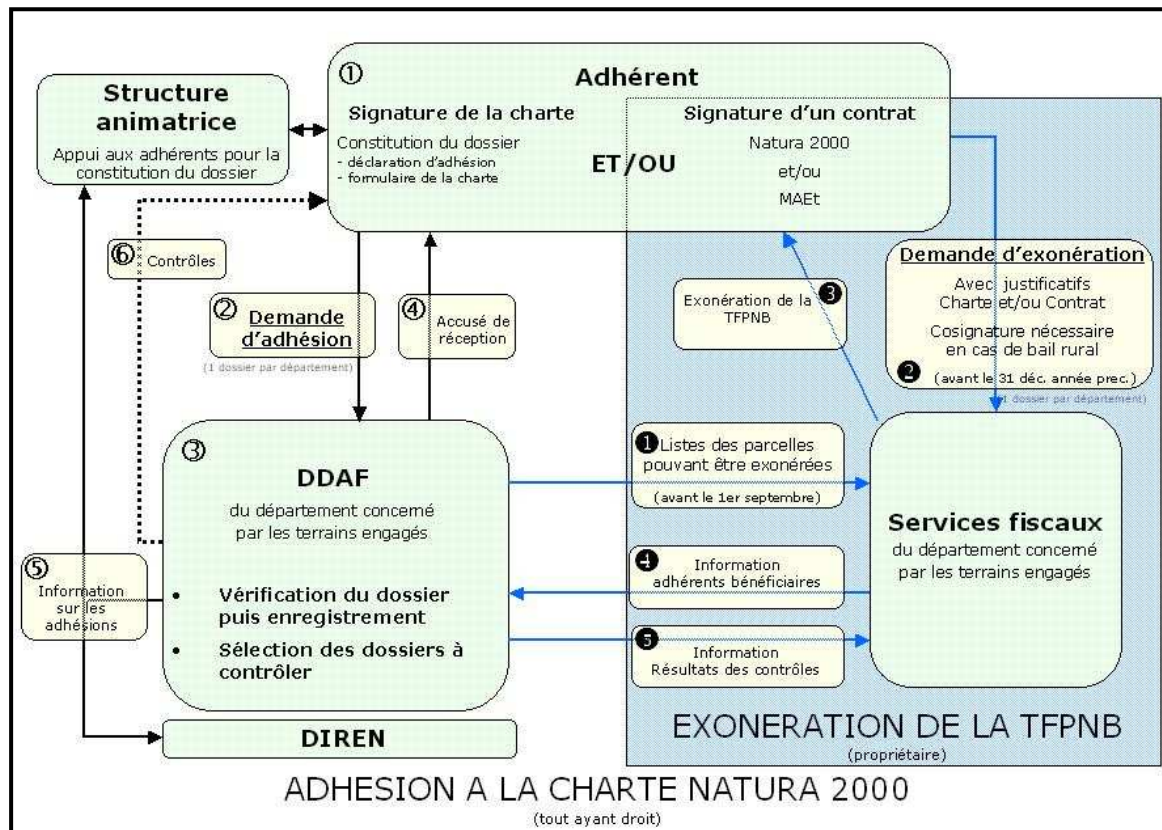 ①
Adhérent
Structure
animatrice
Appui aux adhérents pour la
constitution du dossier
Signature de la charte
Constitution du dossier
- déclaration d'adhésion
- formulaire de la charte
ET/OU
Signature d'un contrat
Natura 2000
et/ou
MAEt
⑥
Contrôles
②
Demande
d'adhésion
(1 dossier par département)
④
Accusé de
réception
Exonération de la
TFPNB
❸
Demande d'exonération
Avec justificatifs
Charte et/ou Contrat
Cosignature nécessaire
en cas de bail rural
❷
(avant le 31 déc. année prec.)
(1 dossier par département)
③
DDAF
du département concerné
par les terrains engagés
• Vérification du dossier
puis enregistrement
• Sélection des dossiers à
contrôler
❶
Listes des parcelles
pouvant être exonérées
(avant le 1er septembre)
❹
Information
adhérents bénéficiaires
❺
Information
Résultats des contrôles
Services fiscaux
du département concerné
par les terrains engagés
⑤
Information
sur les
adhésions
DIREN
EXONERATION DE LA TFPNB
(propriétaire)
ADHESION A LA CHARTE NATURA 2000
(tout ayant droit)